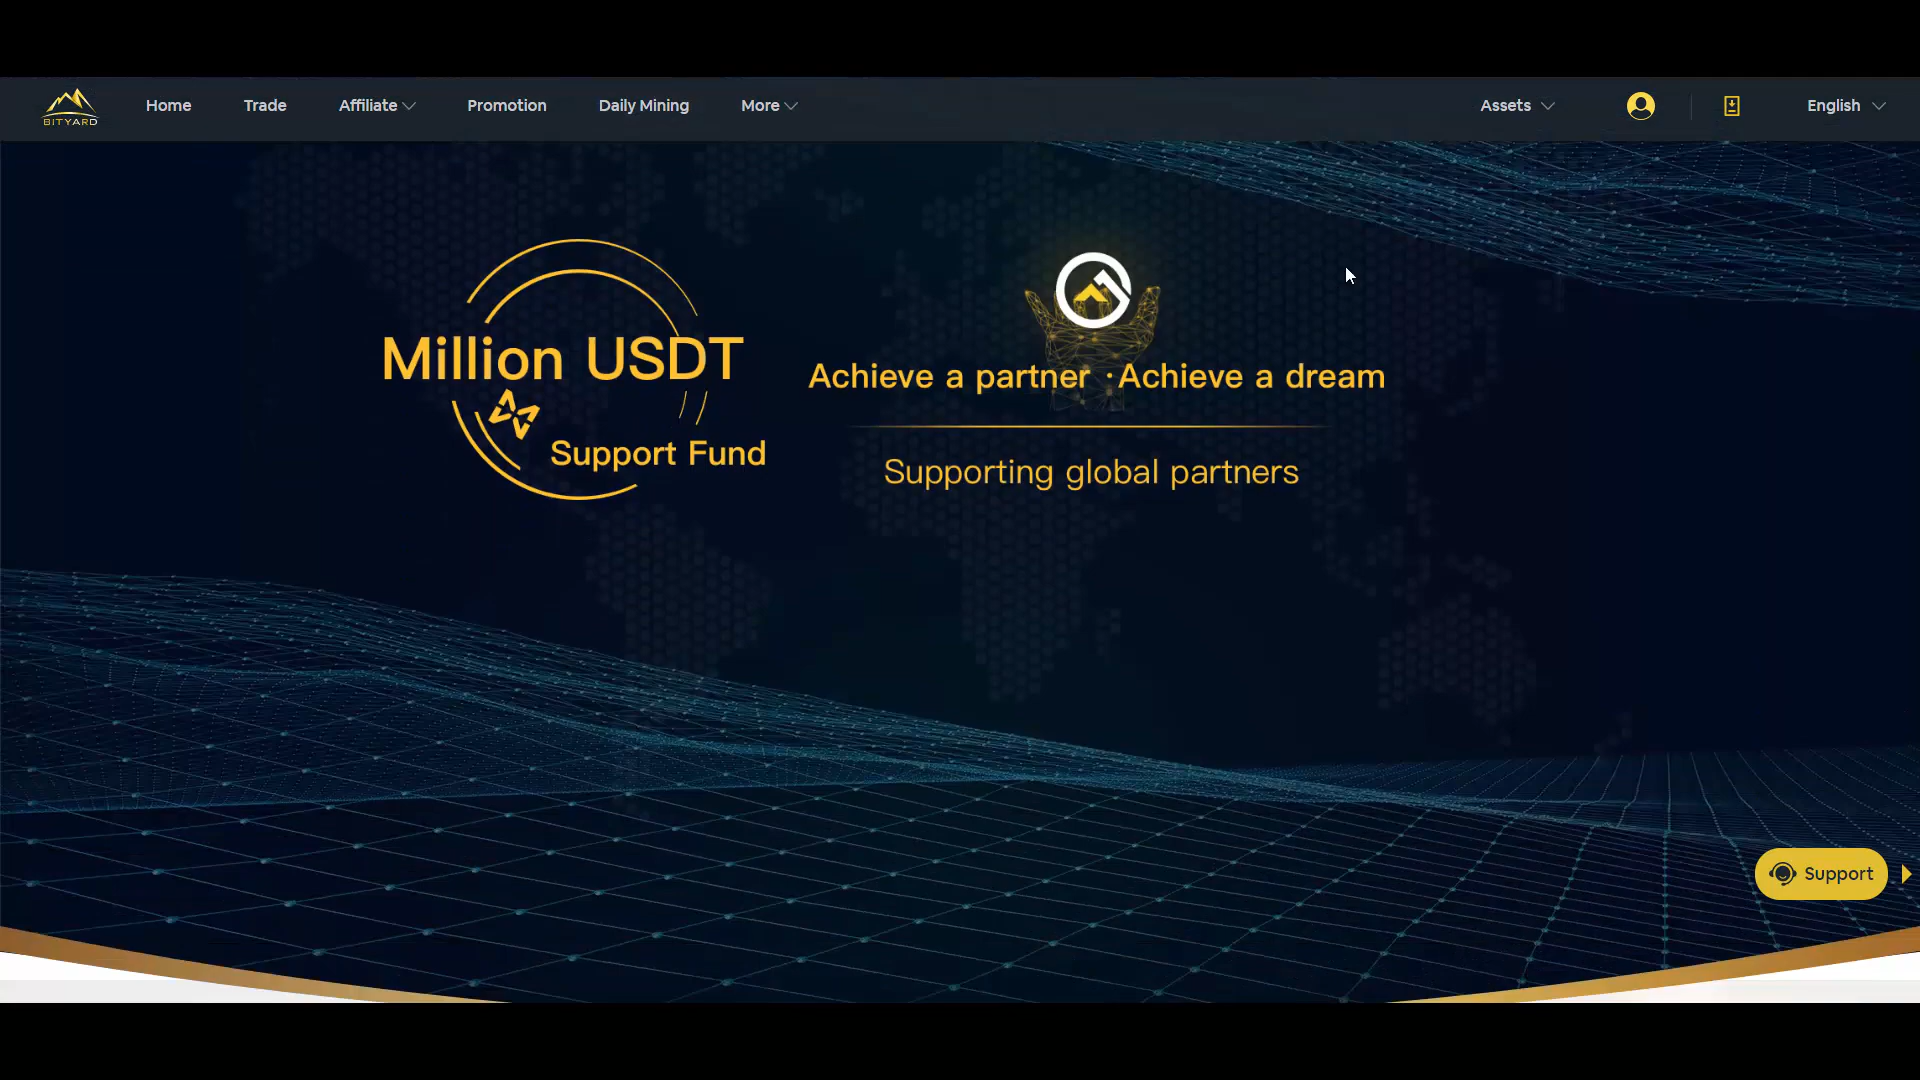 BITYARD
Home
Trade
Affiliate
Promotion
Daily Mining
More
Assets
English
Million USDT
Support Fund
Achieve a partner · Achieve a dream
Supporting global partners
Support